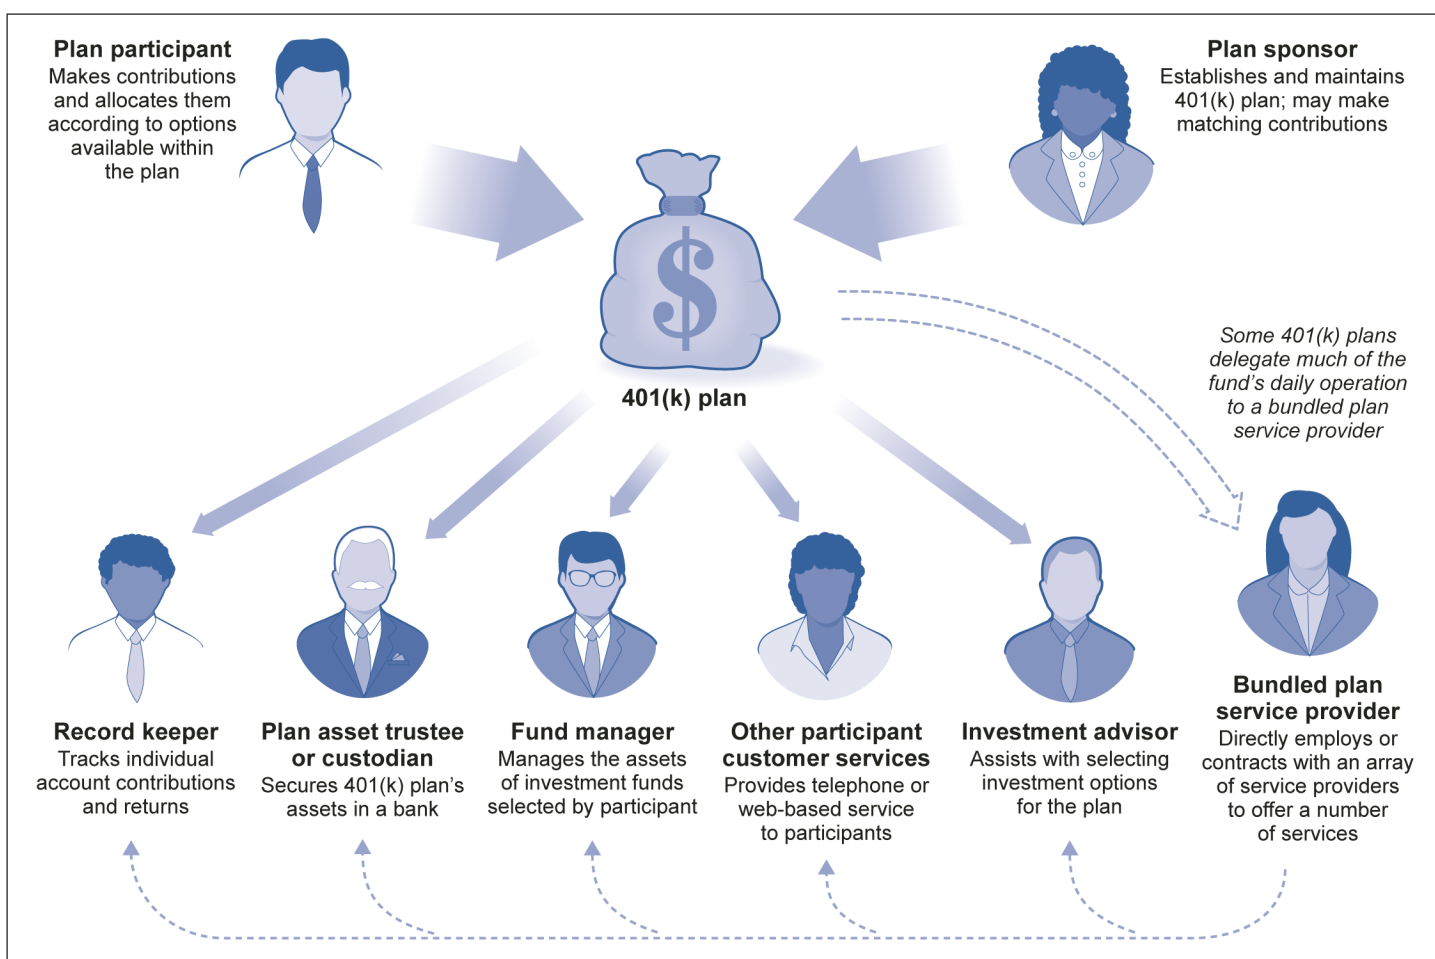 Plan participant
Makes contributions
and allocates them
according to options
available within
the plan
Plan sponsor
Establishes and maintains
401(k) plan; may make
matching contributions
$
401(k) plan
Some 401(k) plans
delegate much of the
fund’s daily operation
to a bundled plan
service provider
Record keeper
Tracks individual
account contributions
and returns
Plan asset trustee
or custodian
Secures 401(k) plan’s
assets in a bank
Fund manager
Manages the assets
of investment funds
selected by participant
Other participant
customer services
Provides telephone or
web-based service
to participants
Investment advisor
Assists with selecting
investment options
for the plan
Bundled plan
service provider
Directly employs or
contracts with an array
of service providers
to offer a number
of services